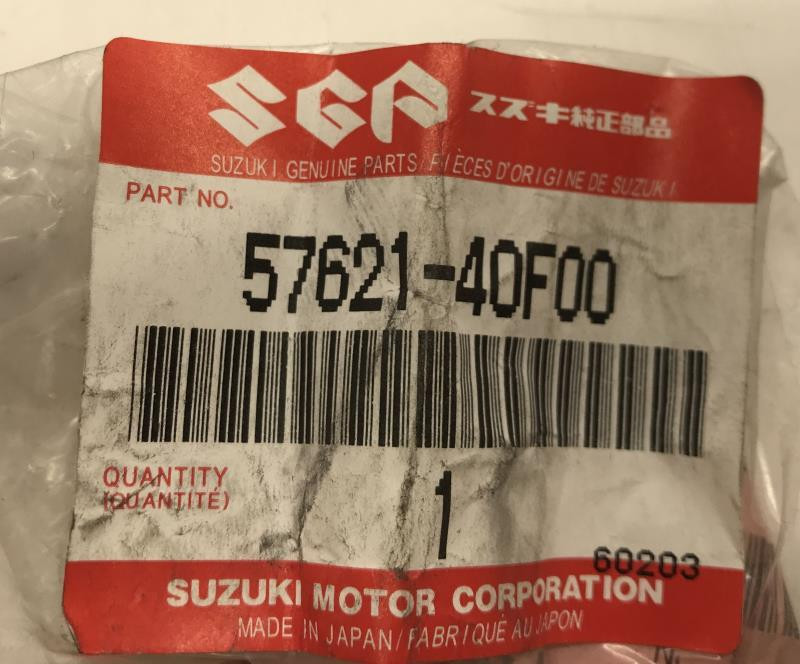 SGP スズキ純正部品
SUZUKI GENUINE PARTS/PIÈCES D'ORIGINE DE SUZUKI
PART NO.
57621-40F00
QUANTITY
(QUANTITÉ)
1
60203
SUZUKI MOTOR CORPORATION
MADE IN JAPAN/FABRIQUÉ AU JAPON